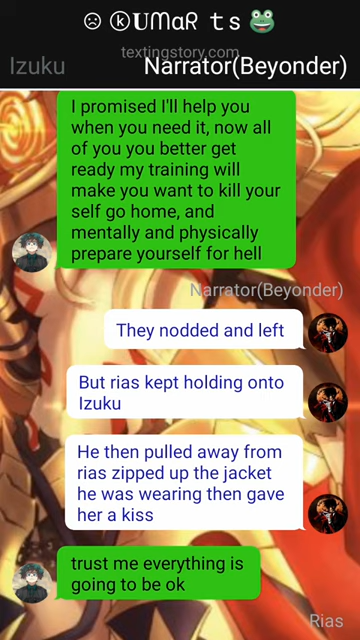 ☹ ⓚᑌᗰᗩᖇ ｔｓ 🐸
textingstory.com
Izuku Narrator(Beyonder)
I promised I'll help you
when you need it, now all
of you you better get
ready my training will
make you want to kill your
self go home, and
mentally and physically
prepare yourself for hell
Narrator(Beyonder)
They nodded and left
But rias kept holding onto
Izuku
He then pulled away from
rias zipped up the jacket
he was wearing then gave
her a kiss
trust me everything is
going to be ok
Rias